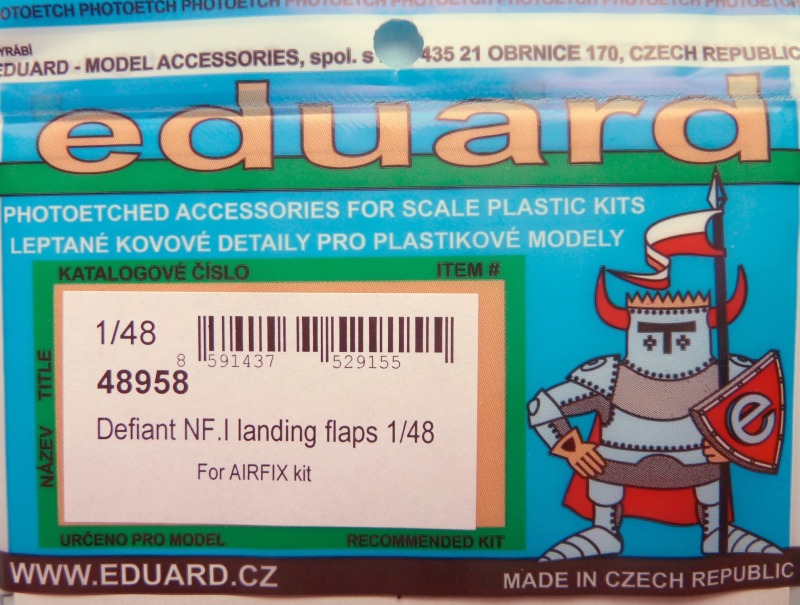 PHOTOETCH PHOTOETCH PHOTOETCH PHOTOETCH PHOTOETCH PHOTOETCH
VYRÁBÍ
EDUARD - MODEL ACCESSORIES, spol. s 435 21 OBRNICE 170, CZECH REPUBLIC
eduard
PHOTOETCHED ACCESSORIES FOR SCALE PLASTIC KITS
LEPTANÉ KOVOVÉ DETAILY PRO PLASTIKOVÉ MODELY
KATALOGOVÉ ČÍSLO ITEM #
NÁZEV TITLE
1/48
8 591437 529155
48958
Defiant NF.I landing flaps 1/48
For AIRFIX kit
URČENO PRO MODEL RECOMMENDED KIT
e
WWW.EDUARD.CZ
MADE IN CZECH REPUBLIC